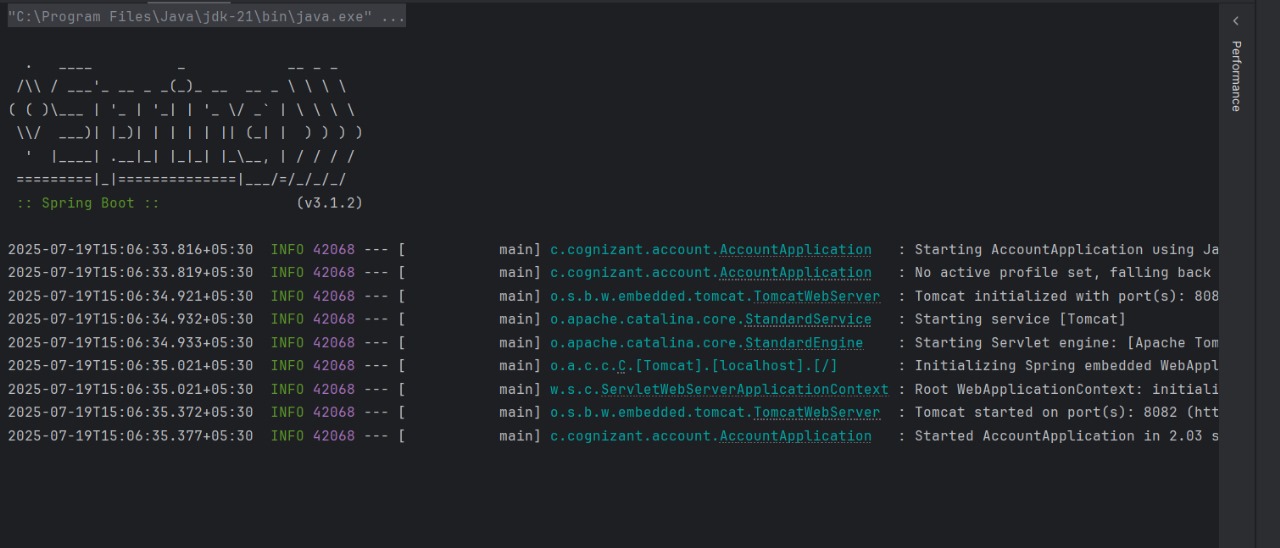 "C:\Program Files\Java\jdk-21\bin\java.exe" ...
  .   ____          _            __ _ _
 /\\ / ___'_ __ _ _(_)_ __  __ _ \ \ \ \
( ( )\___ | '_ | '_| | '_ \/ _` | \ \ \ \
 \\/  ___)| |_)| | | | | || (_| |  ) ) ) )
  '  |____| .__|_| |_|_| |_\__, | / / / /
 =========|_|==============|___/=/_/_/_/
 :: Spring Boot ::                (v3.1.2)
2025-07-19T15:06:33.816+05:30  INFO 42068 --- [           main] c.cognizant.account.AccountApplication   : Starting AccountApplication using Ja
2025-07-19T15:06:33.819+05:30  INFO 42068 --- [           main] c.cognizant.account.AccountApplication   : No active profile set, falling back
2025-07-19T15:06:34.921+05:30  INFO 42068 --- [           main] o.s.b.w.embedded.tomcat.TomcatWebServer  : Tomcat initialized with port(s): 808
2025-07-19T15:06:34.932+05:30  INFO 42068 --- [           main] o.apache.catalina.core.StandardService   : Starting service [Tomcat]
2025-07-19T15:06:34.933+05:30  INFO 42068 --- [           main] o.apache.catalina.core.StandardEngine    : Starting Servlet engine: [Apache Tom
2025-07-19T15:06:35.021+05:30  INFO 42068 --- [           main] o.a.c.c.C.[Tomcat].[localhost].[/]       : Initializing Spring embedded WebAppl
2025-07-19T15:06:35.021+05:30  INFO 42068 --- [           main] w.s.c.ServletWebServerApplicationContext : Root WebApplicationContext: initiali
2025-07-19T15:06:35.372+05:30  INFO 42068 --- [           main] o.s.b.w.embedded.tomcat.TomcatWebServer  : Tomcat started on port(s): 8082 (htt
2025-07-19T15:06:35.377+05:30  INFO 42068 --- [           main] c.cognizant.account.AccountApplication   : Started AccountApplication in 2.03 s
Performance